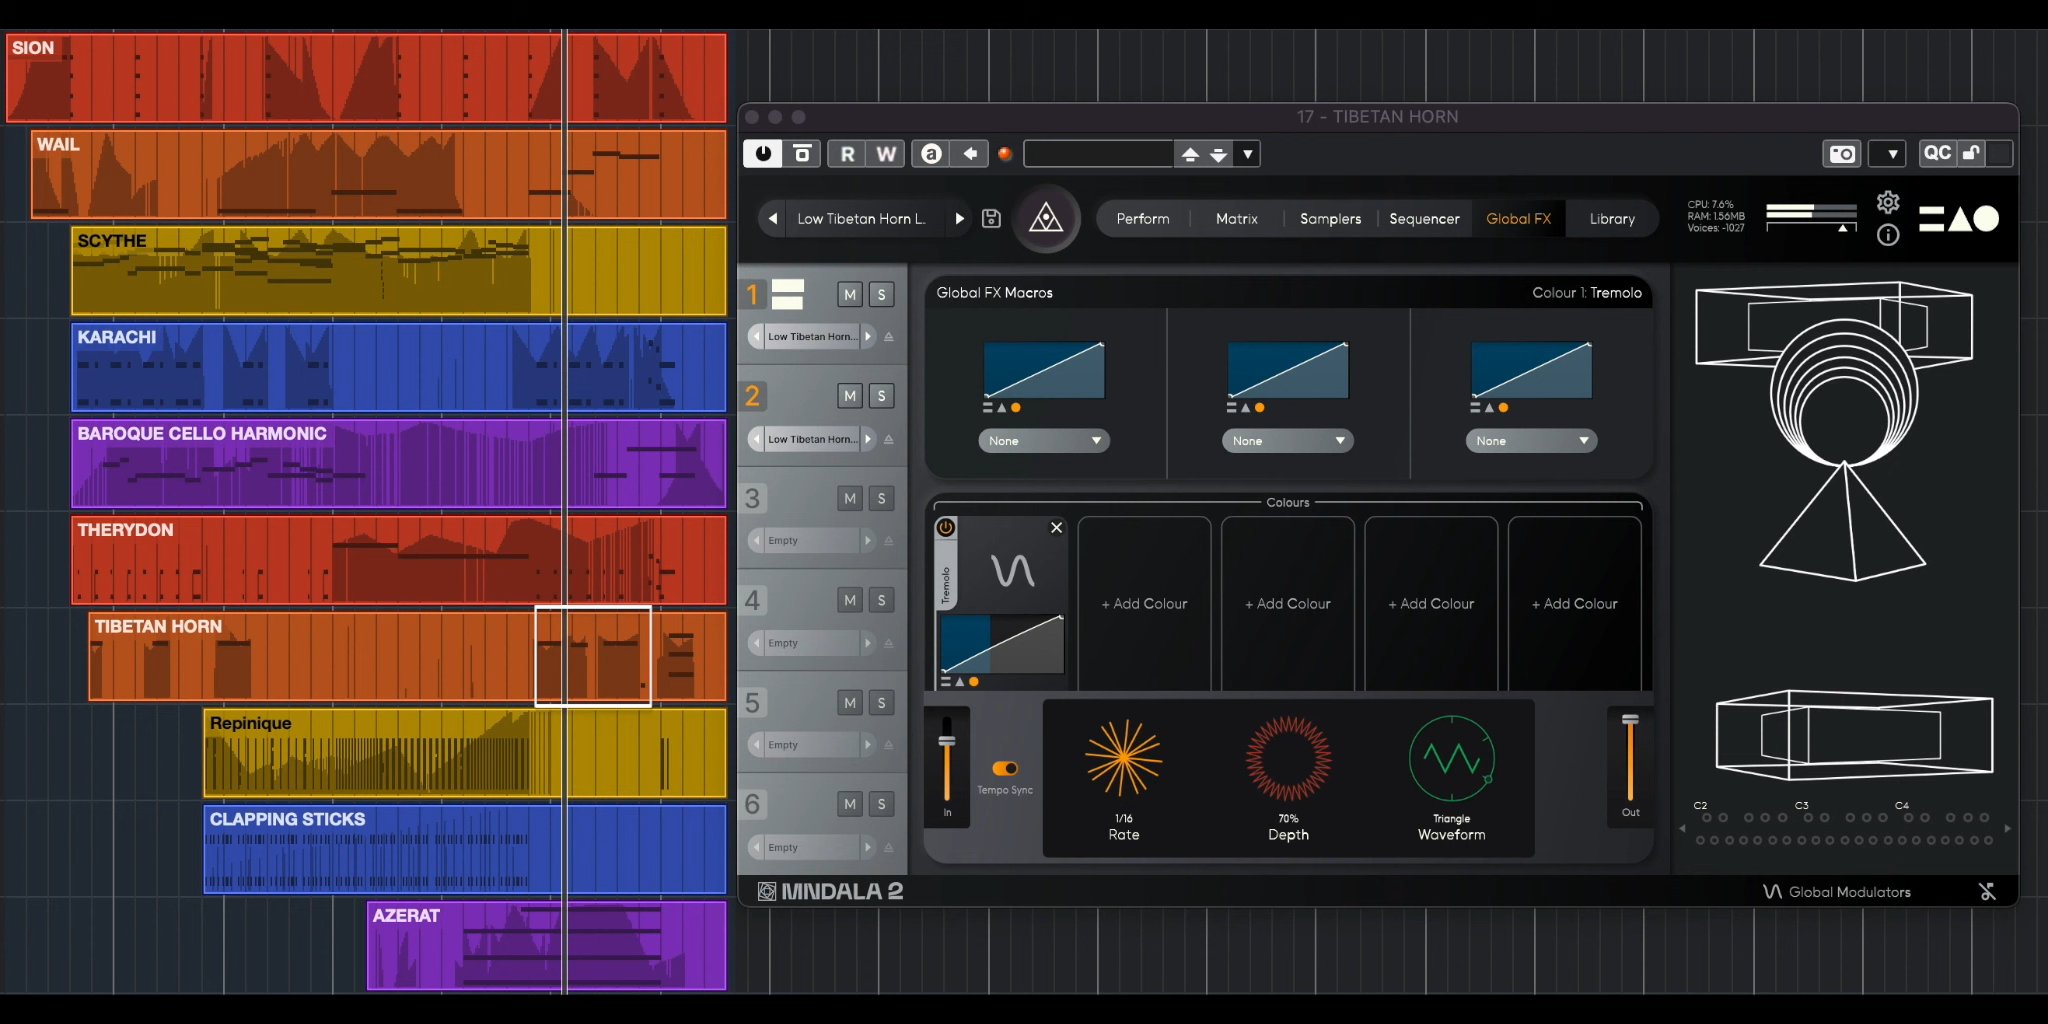 SION
WAIL
SCYTHE
KARACHI
BAROQUE CELLO HARMONIC
THERYDON
TIBETAN HORN
Repinique
CLAPPING STICKS
AZERAT
17 - TIBETAN HORN
R W a QC
Low Tibetan Horn L.
Perform Matrix Samplers Sequencer Global FX Library
CPU: 7.6%
RAM: 1.56MB
Voices: -1027
1 M S
Low Tibetan Horn...
2 M S
Low Tibetan Horn...
3 M S
Empty
4 M S
Empty
5 M S
Empty
6 M S
Empty
Global FX Macros Colour 1: Tremolo
None None None
Colours
Tremolo
+ Add Colour + Add Colour + Add Colour + Add Colour
In
Tempo Sync
1/16
Rate
70%
Depth
Triangle
Waveform
Out
C2 C3 C4
MNDALA 2
Global Modulators